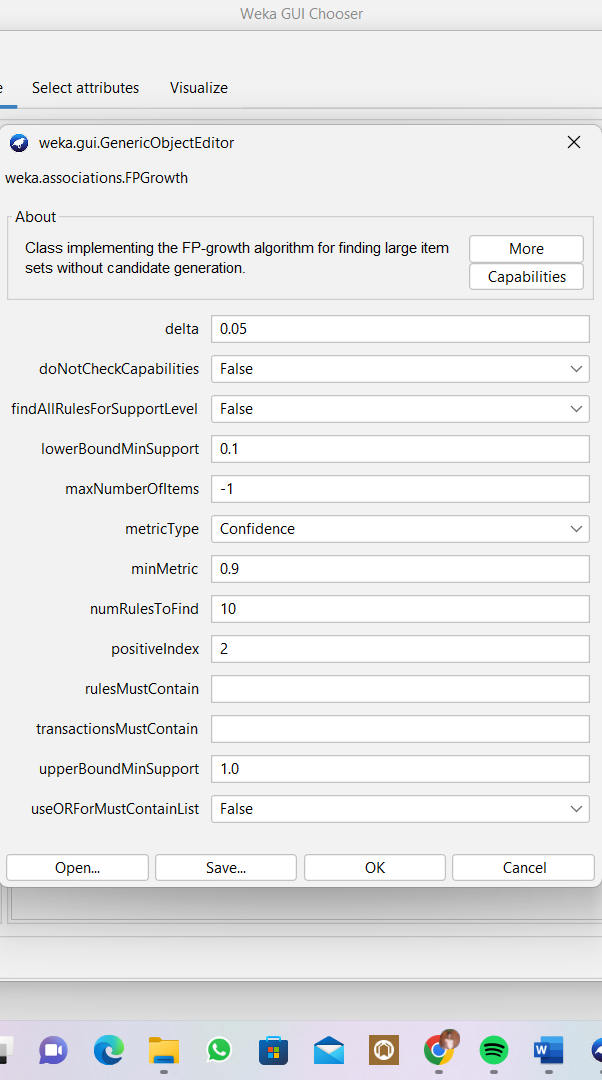 Weka GUI Chooser
Select attributes Visualize
weka.gui.GenericObjectEditor
weka.associations.FPGrowth
About
Class implementing the FP-growth algorithm for finding large item
sets without candidate generation.
More
Capabilities
delta 0.05
doNotCheckCapabilities False
findAllRulesForSupportLevel False
lowerBoundMinSupport 0.1
maxNumberOfItems -1
metricType Confidence
minMetric 0.9
numRulesToFind 10
positiveIndex 2
rulesMustContain
transactionsMustContain
upperBoundMinSupport 1.0
useORForMustContainList False
Open... Save... OK Cancel
W